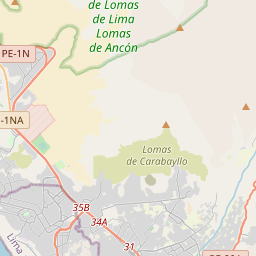 de Lomas
de Lima
Lomas
de Ancón
PE-1N
-1NA
Lomas
de Carabayllo
35B
34A
31
Lima